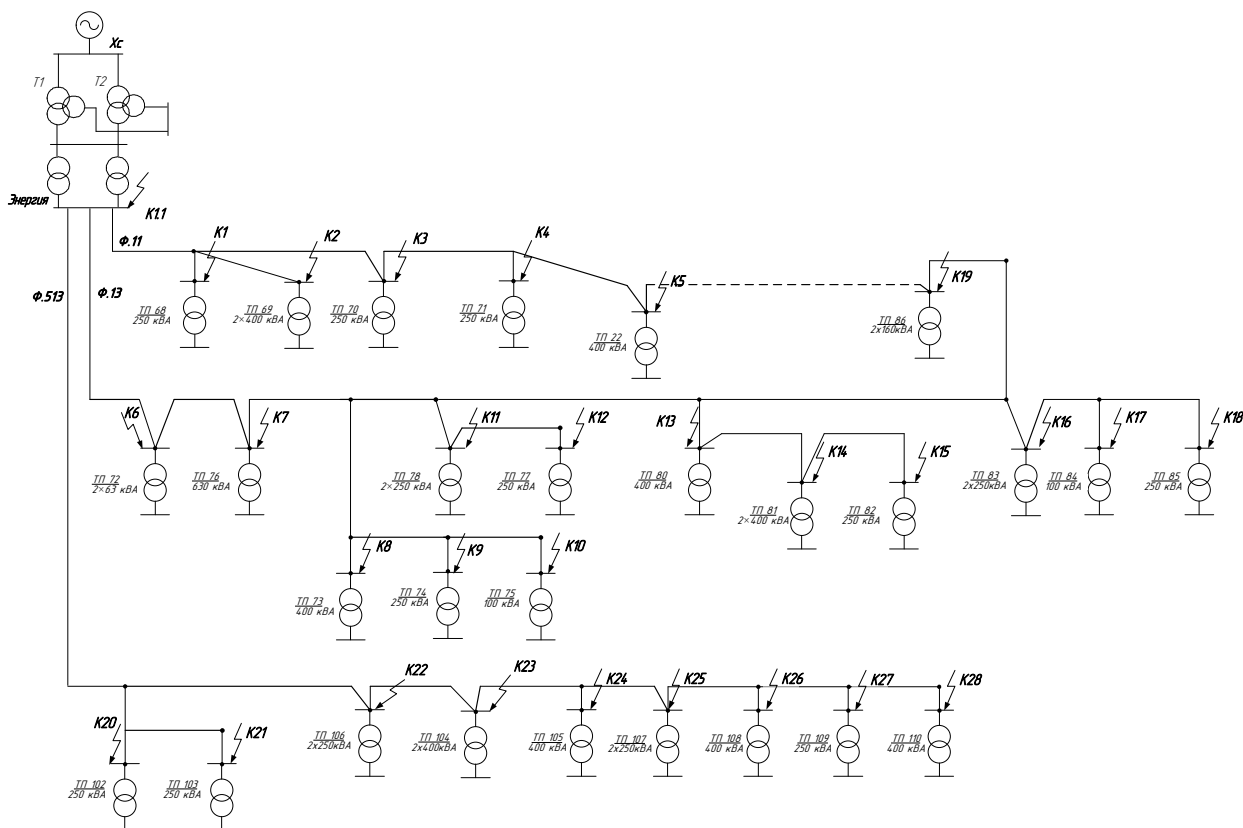 Xc
T1
T2
Энергия
K1.1
Ф.11
K1
K2
K3
K4
Ф.513
Ф.13
K5
K19
ТП 68
250 кВА
ТП 69
2×400 кВА
ТП 70
250 кВА
ТП 71
250 кВА
ТП 22
400 кВА
ТП 86
2x160кВА
K6
K7
K11
K12
K13
K14
K15
K16
K17
K18
ТП 72
2×63 кВА
ТП 76
630 кВА
ТП 78
2×250 кВА
ТП 77
250 кВА
ТП 80
400 кВА
ТП 81
2×400 кВА
ТП 82
250 кВА
ТП 83
2x250кВА
ТП 84
100 кВА
ТП 85
250 кВА
K8
K9
K10
ТП 73
400 кВА
ТП 74
250 кВА
ТП 75
100 кВА
K22
K23
K24
K25
K26
K27
K28
K20
K21
ТП 106
2x250кВА
ТП 104
2x400кВА
ТП 105
400 кВА
ТП 107
2x250кВА
ТП 108
400 кВА
ТП 109
250 кВА
ТП 110
400 кВА
ТП 102
250 кВА
ТП 103
250 кВА